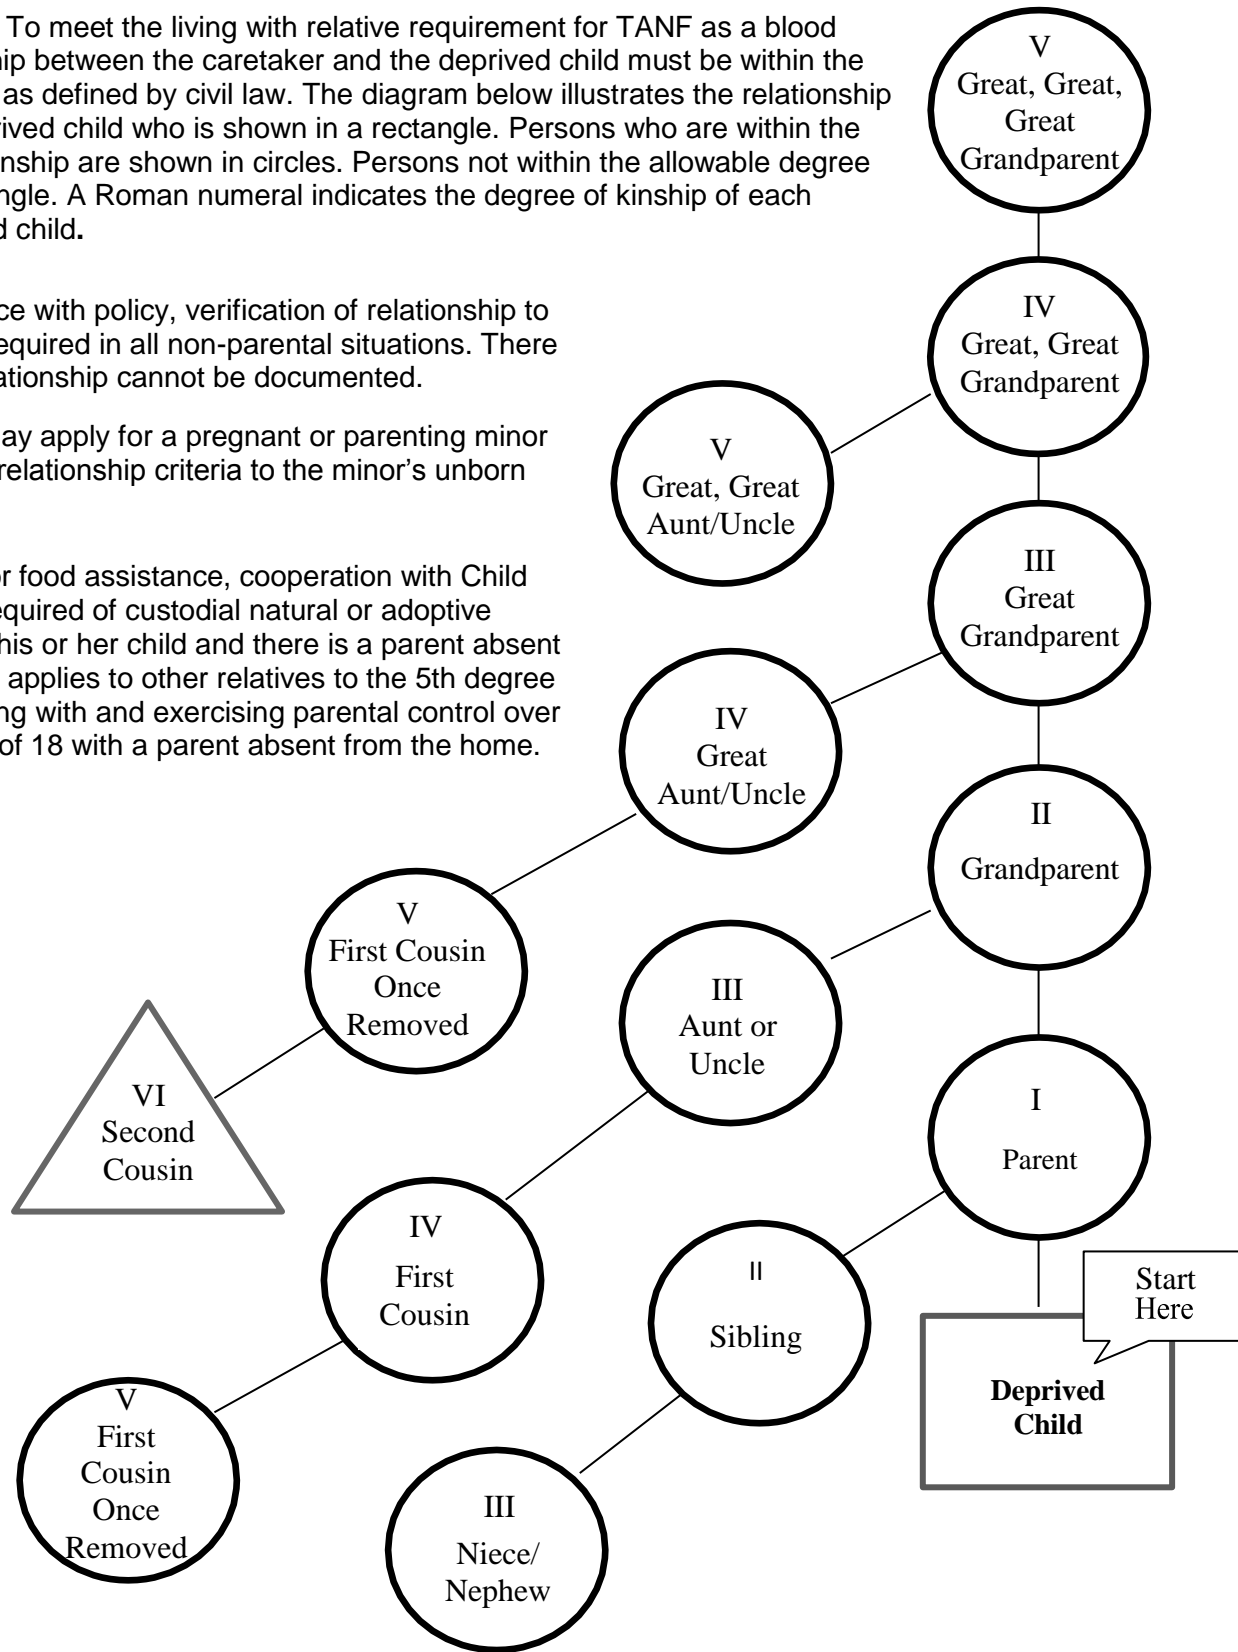 To meet the living with relative requirement for TANF as a blood
ip between the caretaker and the deprived child must be within the
as defined by civil law. The diagram below illustrates the relationship
rived child who is shown in a rectangle. Persons who are within the
onship are shown in circles. Persons not within the allowable degree
ngle. A Roman numeral indicates the degree of kinship of each
d child.
ce with policy, verification of relationship to
equired in all non-parental situations. There
ationship cannot be documented.
ay apply for a pregnant or parenting minor
relationship criteria to the minor's unborn
or food assistance, cooperation with Child
equired of custodial natural or adoptive
his or her child and there is a parent absent
applies to other relatives to the 5th degree
ng with and exercising parental control over
of 18 with a parent absent from the home.
V
Great, Great,
Great
Grandparent
IV
Great, Great
Grandparent
V
Great, Great
Aunt/Uncle
III
Great
Grandparent
IV
Great
Aunt/Uncle
II
Grandparent
V
First Cousin
Once
Removed
III
Aunt or
Uncle
VI
Second
Cousin
I
Parent
IV
First
Cousin
II
Sibling
Start
Here
Deprived
Child
V
First
Cousin
Once
Removed
III
Niece/
Nephew